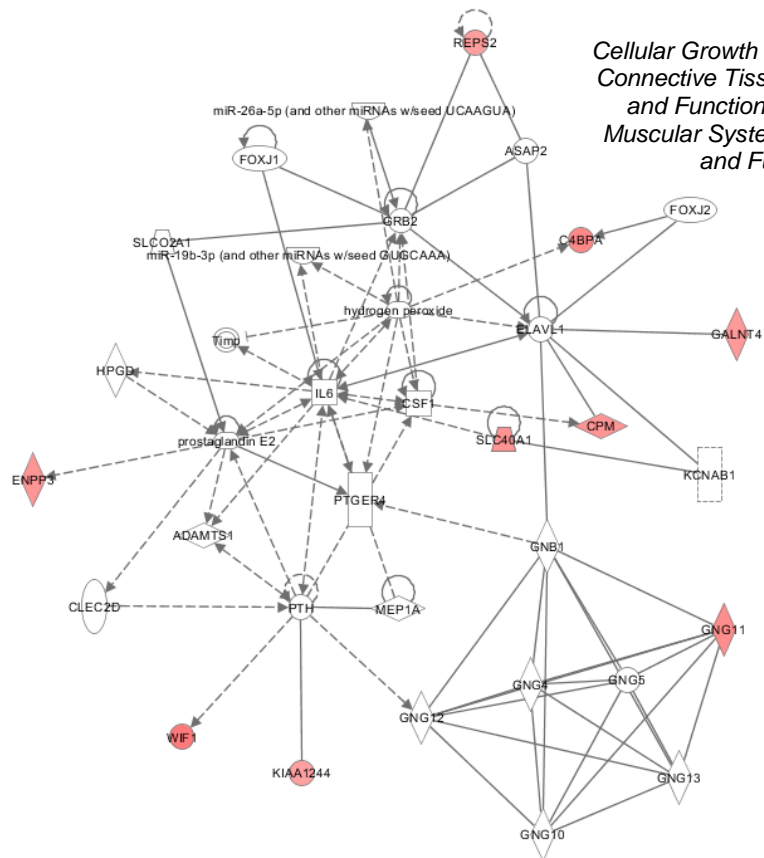 REPS2
Cellular Growth
Connective Tiss
and Function
Muscular Syste
and Fu
miR-26a-5p (and other miRNAs w/seed UCAAGUA)
FOXJ1
ASAP2
FOXJ2
GRB2
SLCO2A1
C4BPA
miR-19b-3p (and other miRNAs w/seed GUGCAAA)
hydrogen peroxide
ELAVL1
GALNT4
Timp
HPGD
IL6
CSF1
CPM
SLC40A1
prostaglandin E2
KCNAB1
ENPP3
PTGER4
ADAMTS1
GNB1
CLEC2D
PTH
MEP1A
GNG11
GNG4
GNG5
GNG12
WIF1
KIAA1244
GNG13
GNG10